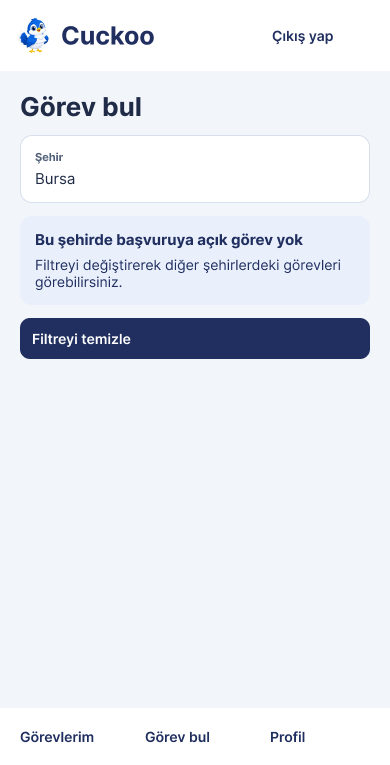 Cuckoo
Çıkış yap
Görev bul
Şehir
Bursa
Bu şehirde başvuruya açık görev yok
Filtreyi değiştirerek diğer şehirlerdeki görevleri
görebilirsiniz.
Filtreyi temizle
Görevlerim
Görev bul
Profil